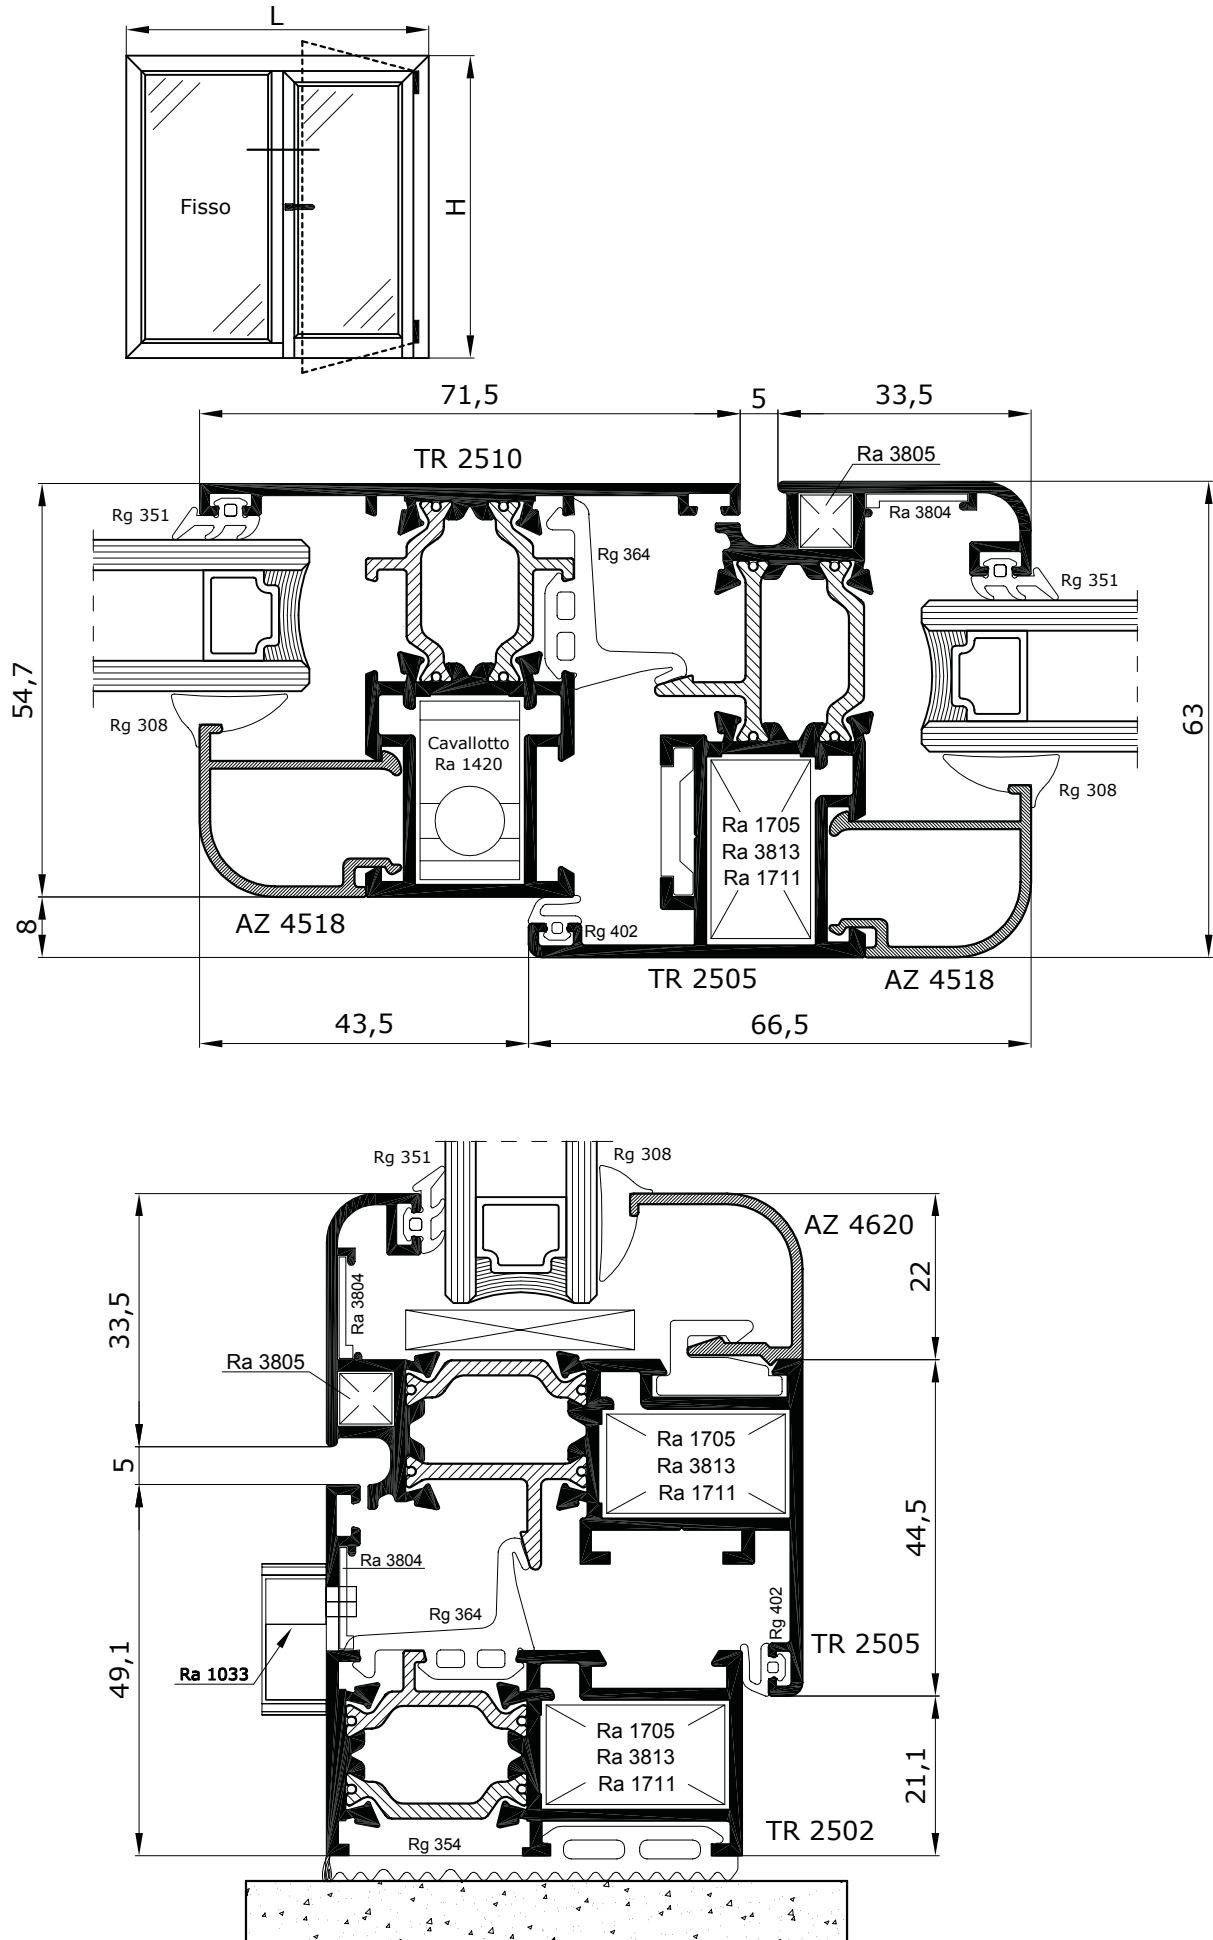 L
Fisso
H
71,5
5
33,5
TR 2510
Ra 3805
Rg 351
Rg 364
Ra 3804
Rg 351
54,7
Rg 308
Cavallotto
Ra 1420
63
Rg 308
Ra 1705
Ra 3813
Ra 1711
8
AZ 4518
Rg 402
TR 2505
AZ 4518
43,5
66,5
Rg 351
Rg 308
AZ 4620
33,5
Ra 3804
22
Ra 3805
5
Ra 1705
Ra 3813
Ra 1711
44,5
Ra 3804
Rg 364
Rg 402
49,1
Ra 1033
TR 2505
Ra 1705
Ra 3813
Ra 1711
21,1
Rg 354
TR 2502